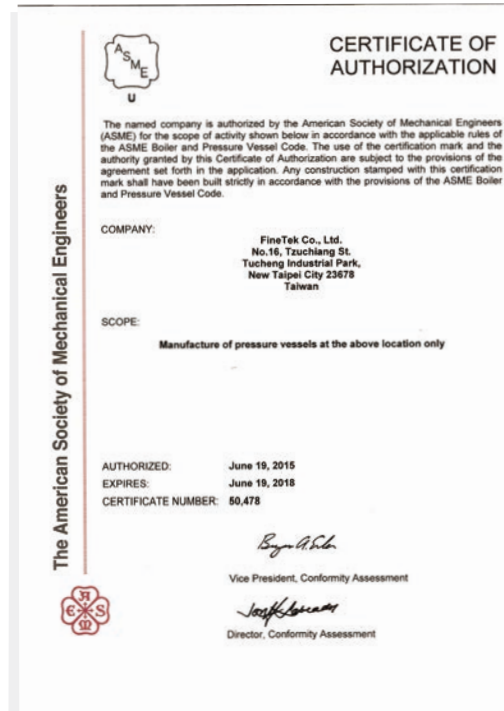 ASME
U
CERTIFICATE OF
AUTHORIZATION
The named company is authorized by the American Society of Mechanical Engineers
(ASME) for the scope of activity shown below in accordance with the applicable rules of
the ASME Boiler and Pressure Vessel Code. The use of the certification mark and the
authority granted by this Certificate of Authorization are subject to the provisions of the
agreement set forth in the application. Any construction stamped with this certification
mark shall have been built strictly in accordance with the provisions of the ASME Boiler
and Pressure Vessel Code.
COMPANY:
FineTek Co., Ltd.
No.16, Tzuchiang St.
Tucheng Industrial Park,
New Taipei City 23678
Taiwan
SCOPE:
Manufacture of pressure vessels at the above location only
AUTHORIZED: June 19, 2015
EXPIRES: June 19, 2018
CERTIFICATE NUMBER: 50,478
Vice President, Conformity Assessment
Director, Conformity Assessment
The American Society of Mechanical Engineers
ASME